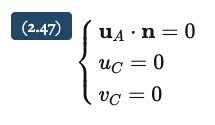 (2.47)
u_A · n = 0
u_C = 0
v_C = 0